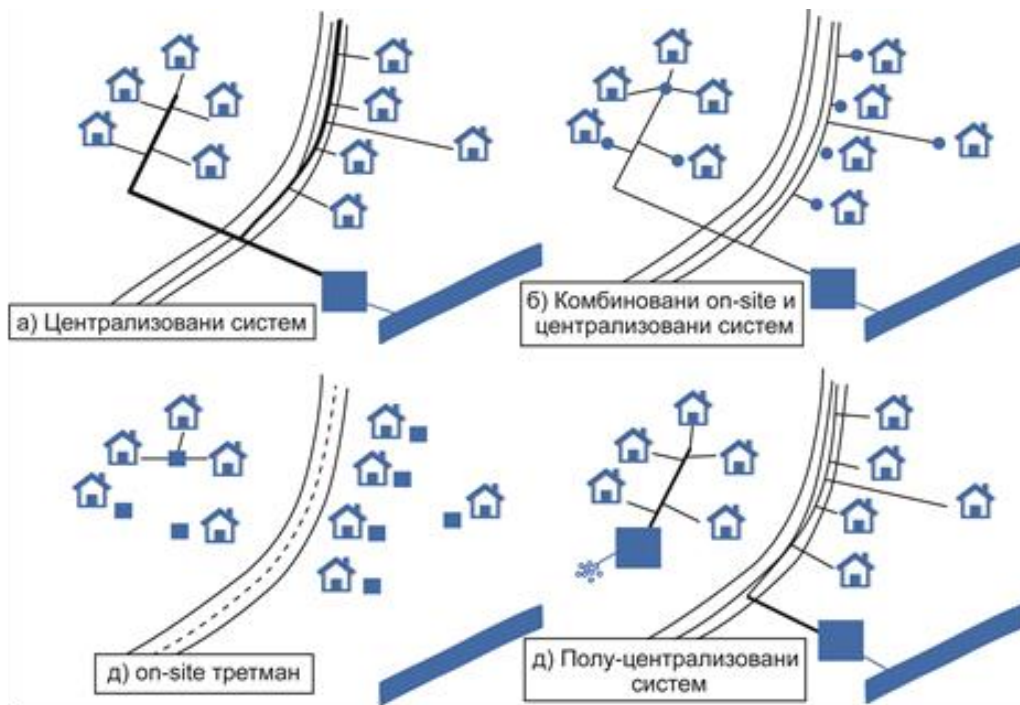 а) Централизовани систем
б) Комбиновани on-site и
централизовани систем
д) on-site третман
д) Полу-централизовани
систем